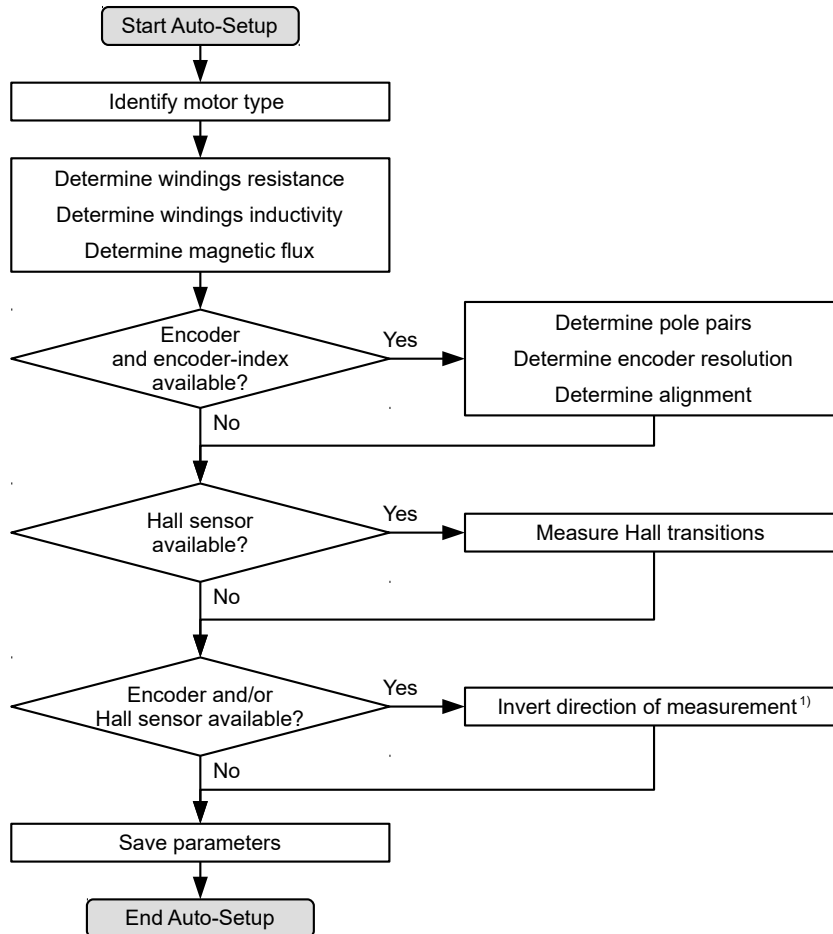 Start Auto-Setup
Identify motor type
Determine windings resistance
Determine windings inductivity
Determine magnetic flux
Encoder
and encoder-index
available?
Yes
Determine pole pairs
Determine encoder resolution
Determine alignment
No
Hall sensor
available?
Yes
Measure Hall transitions
No
Encoder and/or
Hall sensor available?
Yes
Invert direction of measurement 1)
No
Save parameters
End Auto-Setup